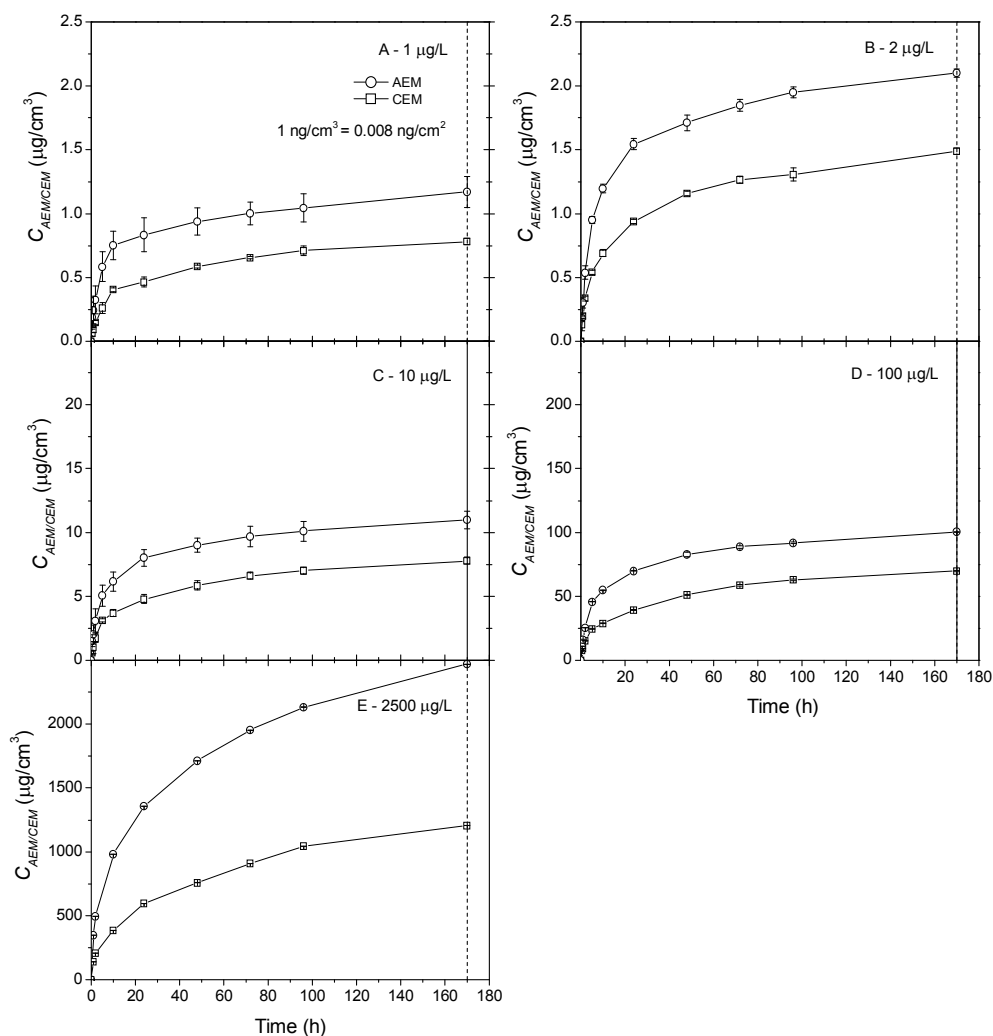 2.5
2.0
1.5
1.0
0.5
0.0
C_AEM/CEM (μg/cm³)
A - 1 μg/L
AEM
CEM
1 ng/cm³ = 0.008 ng/cm²
2.5
2.0
1.5
1.0
0.5
0.0
C_AEM/CEM (μg/cm³)
B - 2 μg/L
20
15
10
5
0
C_AEM/CEM (μg/cm³)
C - 10 μg/L
200
150
100
50
0
C_AEM/CEM (μg/cm³)
D - 100 μg/L
20 40 60 80 100 120 140 160 180
Time (h)
2000
1500
1000
500
0
C_AEM/CEM (μg/cm³)
E - 2500 μg/L
0 20 40 60 80 100 120 140 160 180
Time (h)